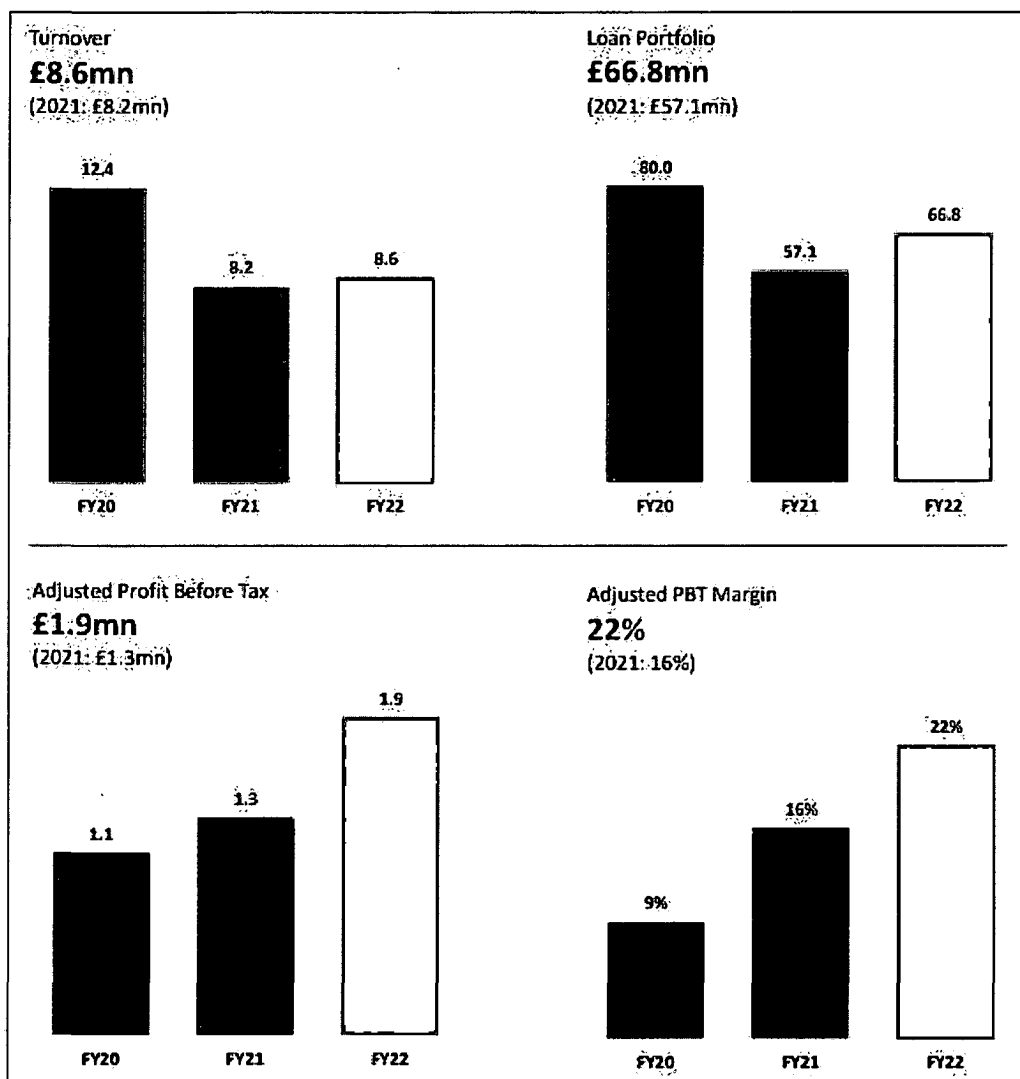 Turnover
£8.6mn
(2021: £8.2mn)
12.4
8.2
8.6
FY20
FY21
FY22
Loan Portfolio
£66.8mn
(2021: £57.1mn)
80.0
57.1
66.8
FY20
FY21
FY22
Adjusted Profit Before Tax
£1.9mn
(2021: £1.3mn)
1.1
1.3
1.9
FY20
FY21
FY22
Adjusted PBT Margin
22%
(2021: 16%)
9%
16%
22%
FY20
FY21
FY22